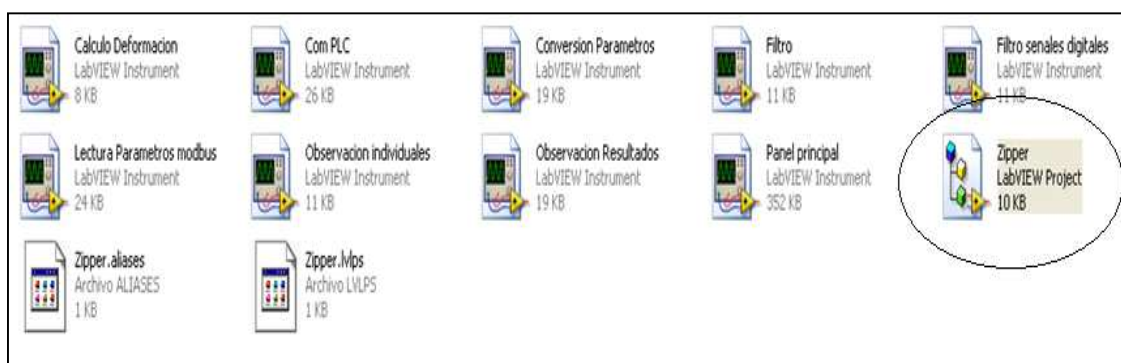 Calculo Deformacion
LabVIEW Instrument
8 KB
Com PLC
LabVIEW Instrument
26 KB
Conversion Parametros
LabVIEW Instrument
19 KB
Filtro
LabVIEW Instrument
11 KB
Filtro senales digitales
LabVIEW Instrument
11 KB
Lectura Parametros modbus
LabVIEW Instrument
24 KB
Observacion individuales
LabVIEW Instrument
11 KB
Observacion Resultados
LabVIEW Instrument
19 KB
Panel principal
LabVIEW Instrument
352 KB
Zipper
LabVIEW Project
10 KB
Zipper.aliases
Archivo ALIASES
1 KB
Zipper.lvlps
Archivo LVLPS
1 KB